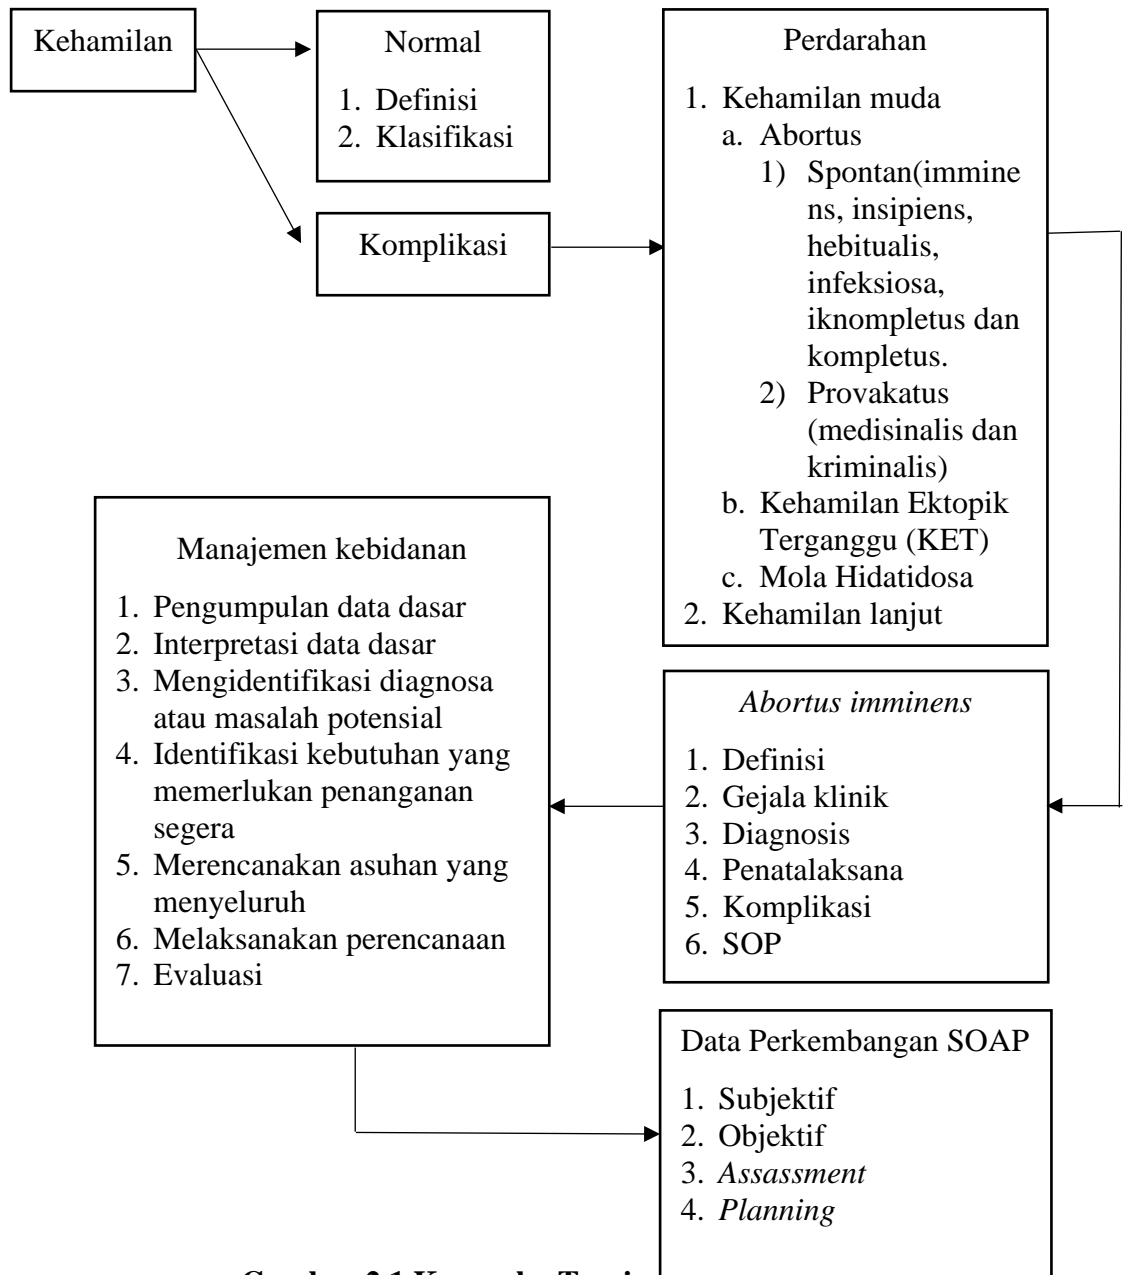 Kehamilan
Normal
1. Definisi
2. Klasifikasi
Komplikasi
Perdarahan
1. Kehamilan muda
a. Abortus
1) Spontan(immine
ns, insipiens,
hebitualis,
infeksiosa,
iknompletus dan
kompletus.
2) Provakatus
(medisinalis dan
kriminalis)
b. Kehamilan Ektopik
Terganggu (KET)
c. Mola Hidatidosa
2. Kehamilan lanjut
Abortus imminens
1. Definisi
2. Gejala klinik
3. Diagnosis
4. Penatalaksana
5. Komplikasi
6. SOP
Manajemen kebidanan
1. Pengumpulan data dasar
2. Interpretasi data dasar
3. Mengidentifikasi diagnosa
atau masalah potensial
4. Identifikasi kebutuhan yang
memerlukan penanganan
segera
5. Merencanakan asuhan yang
menyeluruh
6. Melaksanakan perencanaan
7. Evaluasi
Data Perkembangan SOAP
1. Subjektif
2. Objektif
3. Assassment
4. Planning
2.1